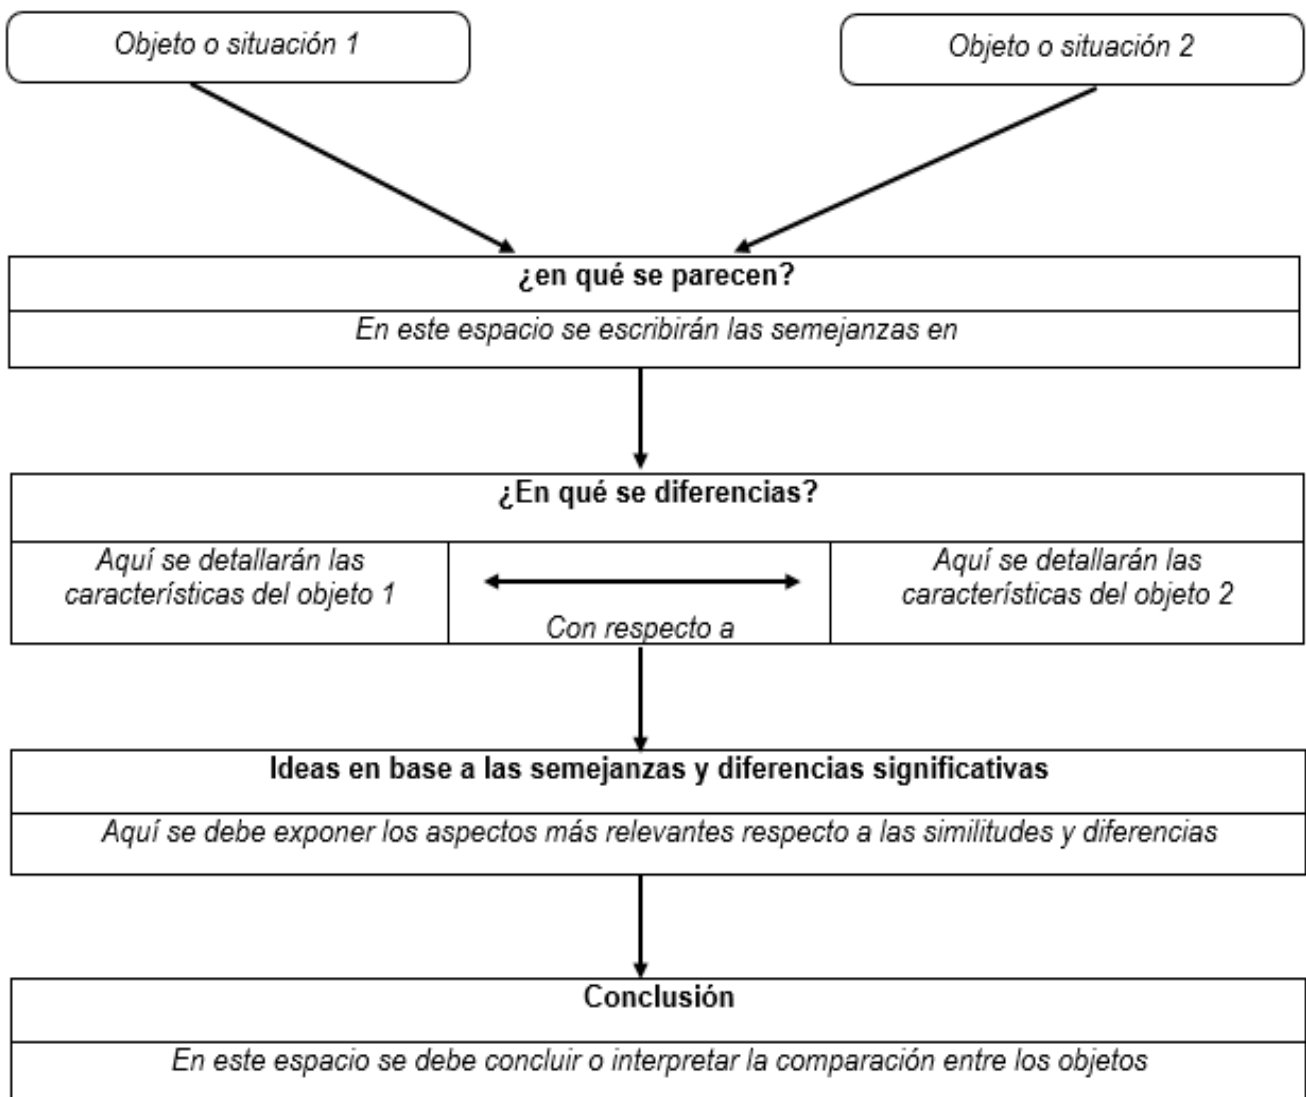 Objeto o situación 1
Objeto o situación 2
¿en qué se parecen?
En este espacio se escribirán las semejanzas en
¿En qué se diferencias?
Aquí se detallarán las
características del objeto 1
Con respecto a
Aquí se detallarán las
características del objeto 2
Ideas en base a las semejanzas y diferencias significativas
Aquí se debe exponer los aspectos más relevantes respecto a las similitudes y diferencias
Conclusión
En este espacio se debe concluir o interpretar la comparación entre los objetos